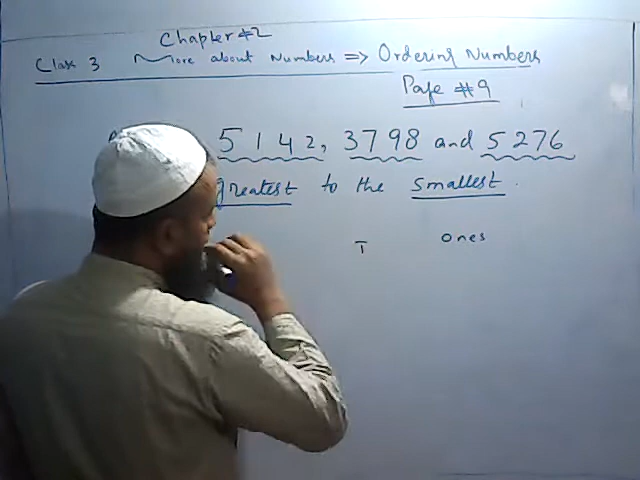 Chapter #2
Class 3 More about Numbers => Ordering Numbers
Page #9
5142, 3798 and 5276
greatest to the smallest.
T ones